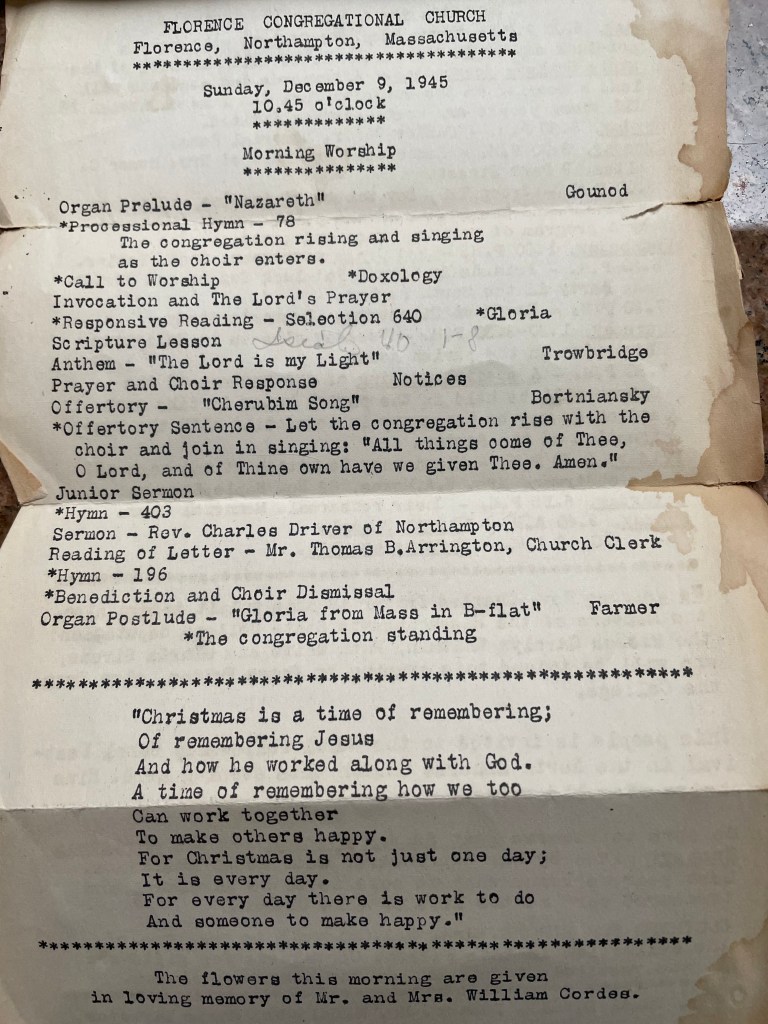 FLORENCE CONGREGATIONAL CHURCH
Florence, Northampton, Massachusetts
****************************************
Sunday, December 9, 1945
10.45 o'clock
*************
Morning Worship
***************
Organ Prelude - "Nazareth" Gounod
*Processional Hymn - 78
The congregation rising and singing
as the choir enters.
*Call to Worship *Doxology
Invocation and The Lord's Prayer
*Responsive Reading - Selection 640 *Gloria
Scripture Lesson Isaiah 40 1-8
Anthem - "The Lord is my Light" Trowbridge
Prayer and Choir Response Notices
Offertory - "Cherubim Song" Bortniansky
*Offertory Sentence - Let the congregation rise with the
choir and join in singing: "All things come of Thee,
O Lord, and of Thine own have we given Thee. Amen."
Junior Sermon
*Hymn - 403
Sermon - Rev. Charles Driver of Northampton
Reading of Letter - Mr. Thomas B.Arrington, Church Clerk
*Hymn - 196
*Benediction and Choir Dismissal
Organ Postlude - "Gloria from Mass in B-flat" Farmer
*The congregation standing
************************************************************
"Christmas is a time of remembering;
Of remembering Jesus
And how he worked along with God.
A time of remembering how we too
Can work together
To make others happy.
For Christmas is not just one day;
It is every day.
For every day there is work to do
And someone to make happy."
************************************************************
The flowers this morning are given
in loving memory of Mr. and Mrs. William Cordes.